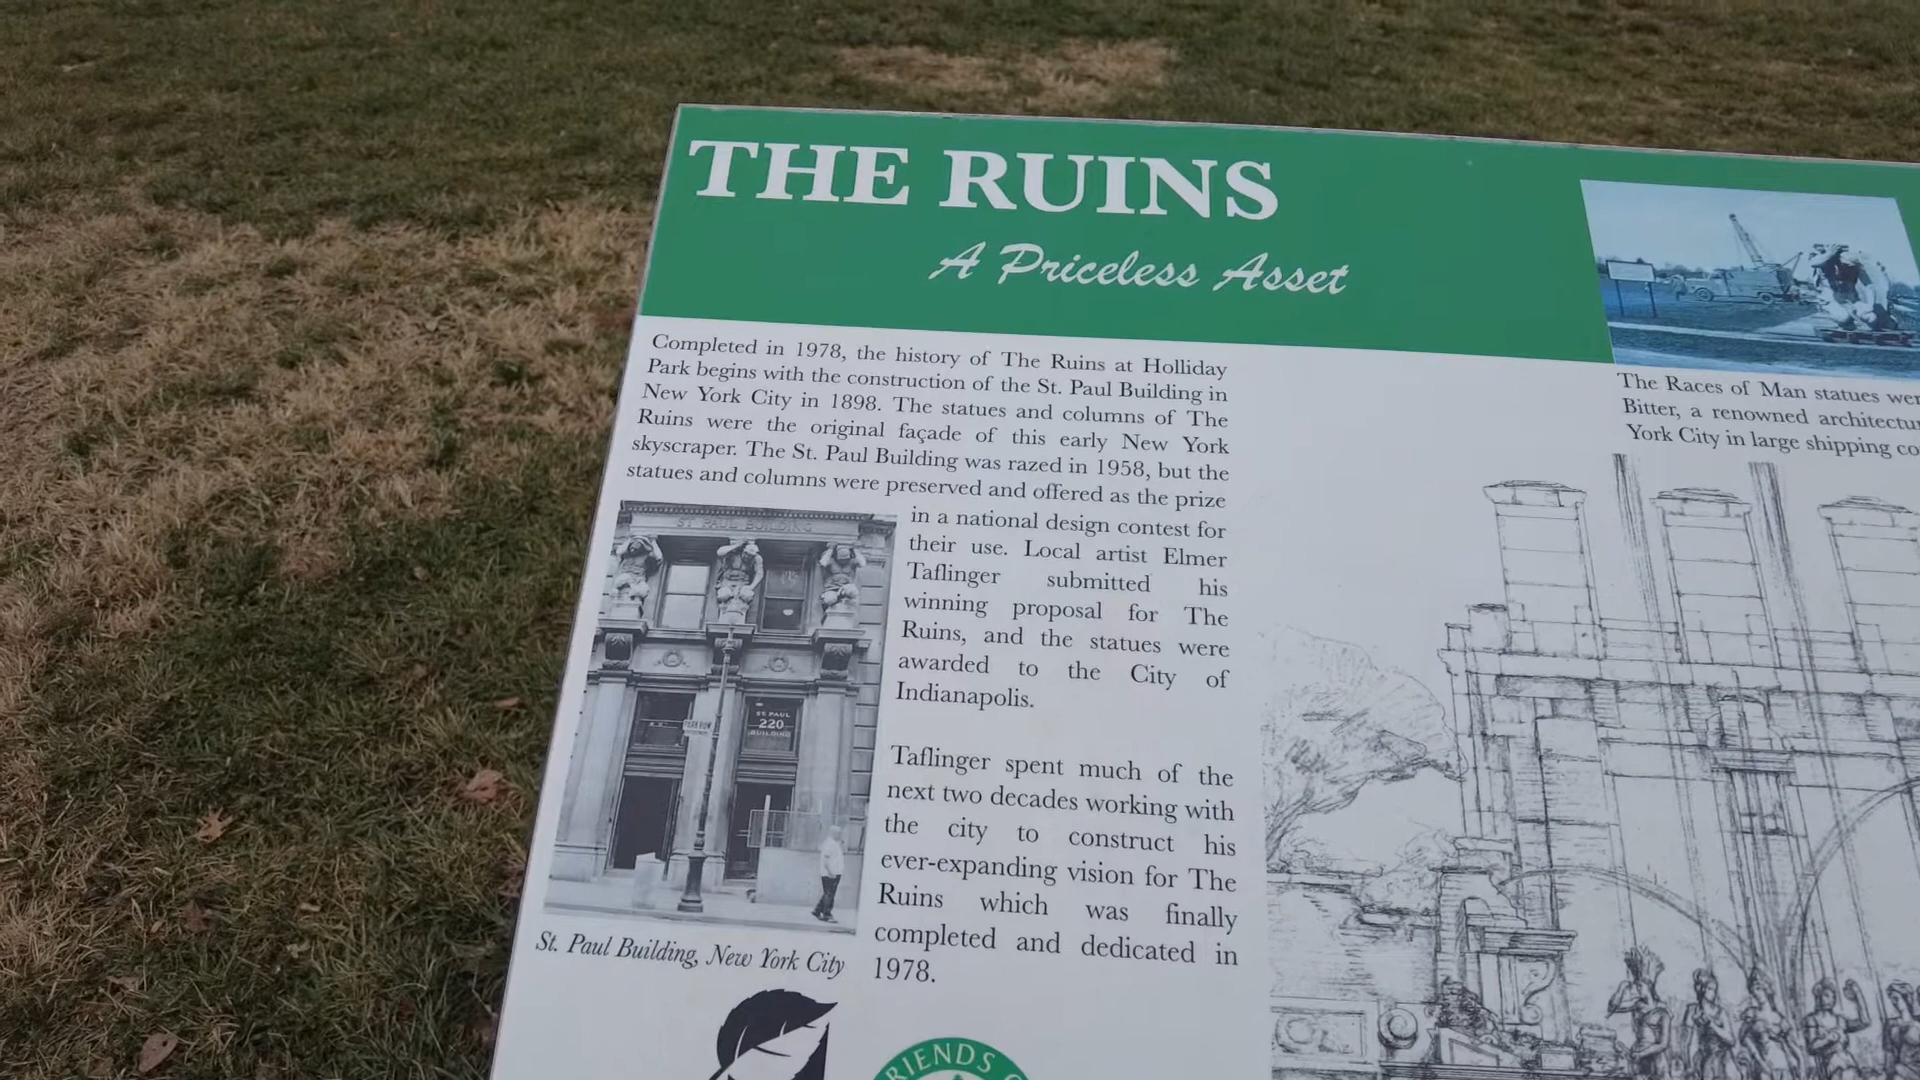 THE RUINS
A Priceless Asset
Completed in 1978, the history of The Ruins at Holliday
Park begins with the construction of the St. Paul Building in
New York City in 1898. The statues and columns of The
Ruins were the original façade of this early New York
skyscraper. The St. Paul Building was razed in 1958, but the
statues and columns were preserved and offered as the prize
in a national design contest for
their use. Local artist Elmer
Taflinger submitted his
winning proposal for The
Ruins, and the statues were
awarded to the City of
Indianapolis.
Taflinger spent much of the
next two decades working with
the city to construct his
ever-expanding vision for The
Ruins which was finally
completed and dedicated in
1978.
ST. PAUL BUILDING
PARK ROW
ST. PAUL
220
BUILDING
St. Paul Building, New York City
The Races of Man statues
Bitter, a renowned
York City in large shipping